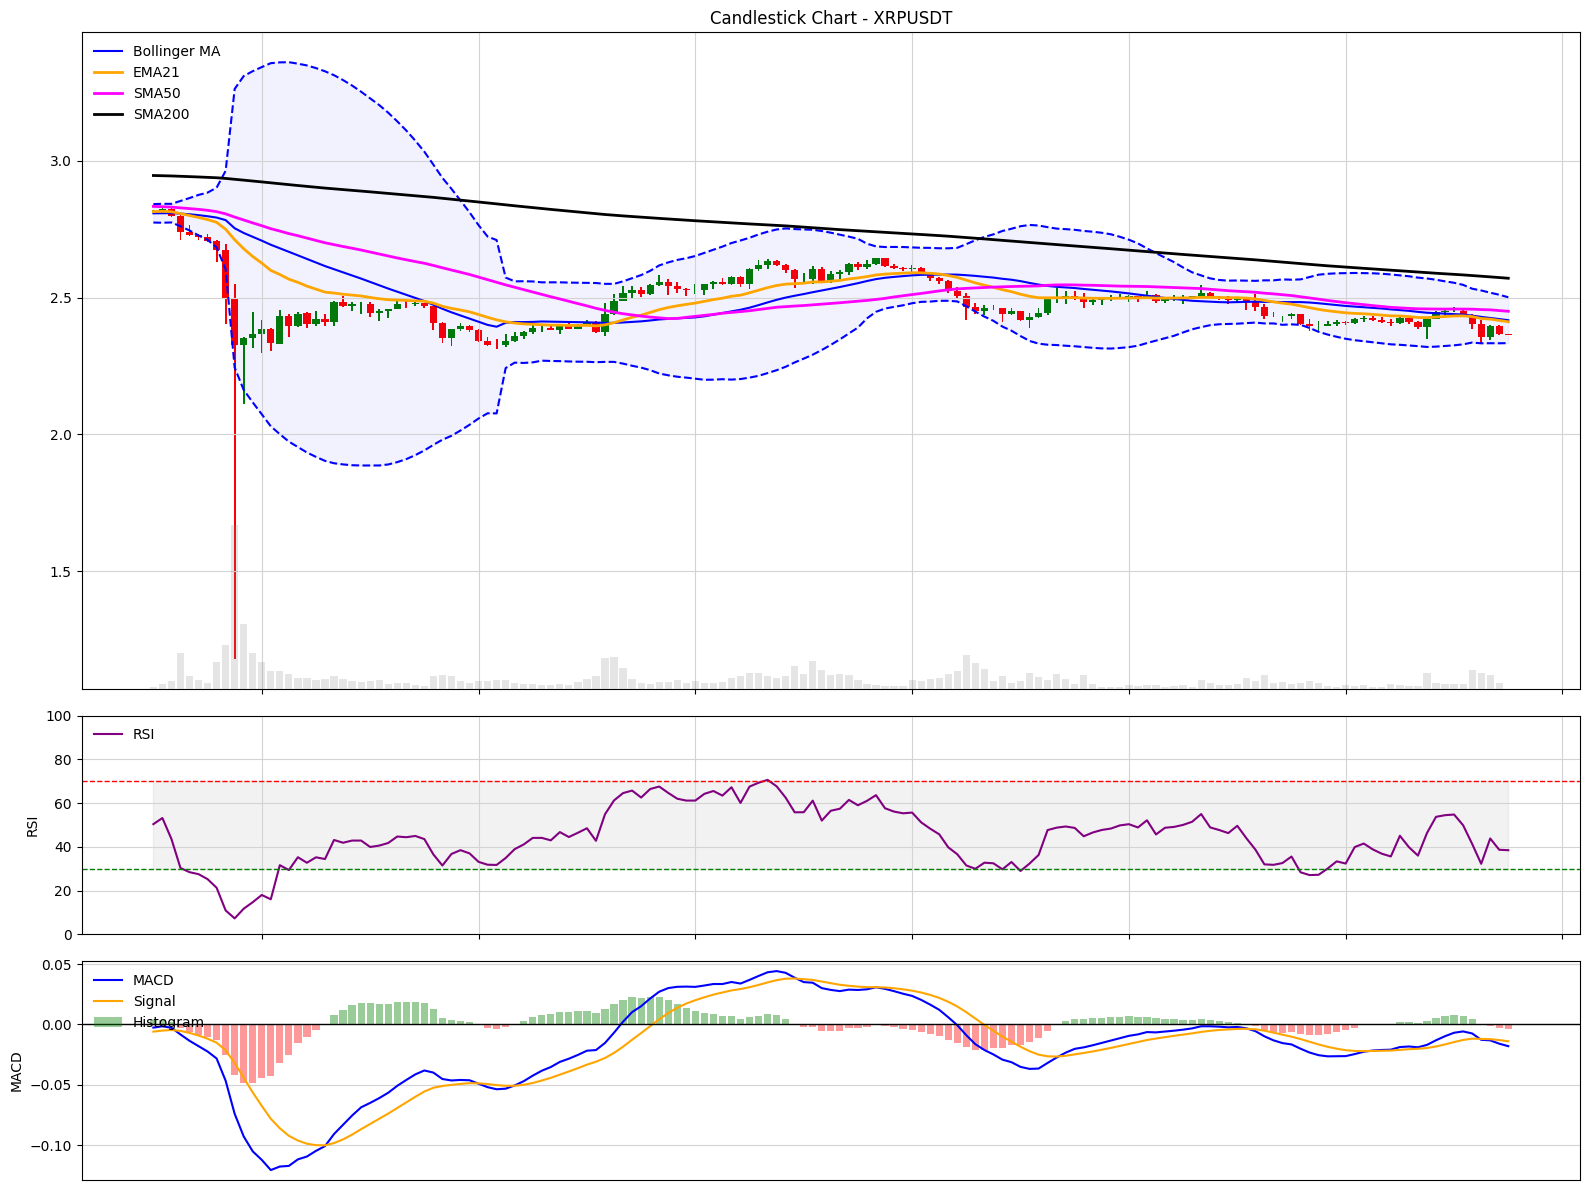 Candlestick Chart - XRPUSDT
Bollinger MA
EMA21
SMA50
SMA200
3.0
2.5
2.0
1.5
100
RSI
80
60
RSI
40
20
0
0.05
MACD
Signal
Histogram
0.00
MACD
−0.05
−0.10